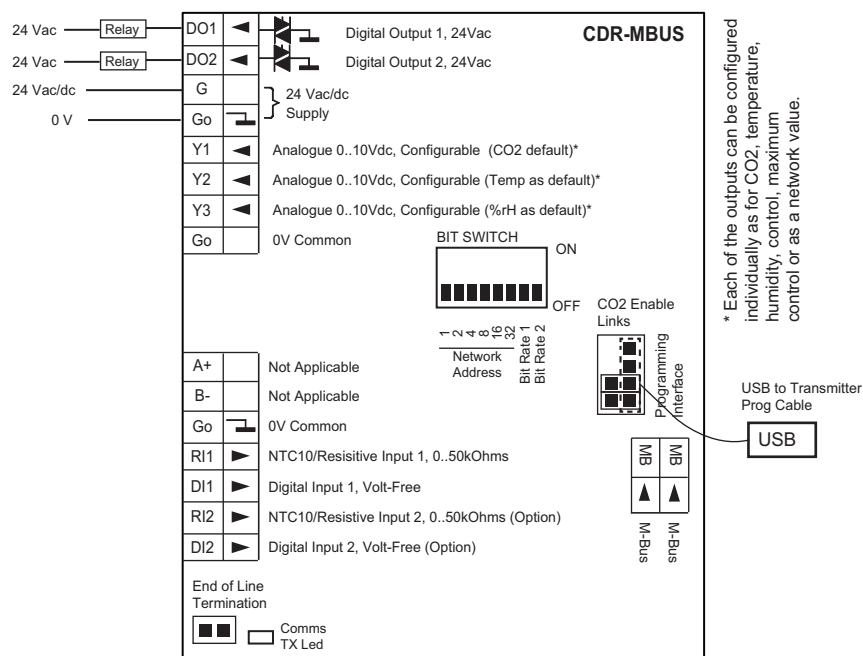 CDR-MBUS
24 Vac Relay DO1 Digital Output 1, 24Vac
24 Vac Relay DO2 Digital Output 2, 24Vac
24 Vac/dc G 24 Vac/dc
0 V Go Supply
Y1 Analogue 0..10Vdc, Configurable (CO2 default)*
Y2 Analogue 0..10Vdc, Configurable (Temp as default)*
Y3 Analogue 0..10Vdc, Configurable (%rH as default)*
Go 0V Common
* Each of the outputs can be configured
individually as for CO2, temperature,
humidity, control, maximum
control or as a network value.
BIT SWITCH
ON
OFF
1 2 4 8 16 32 Bit Rate 1 Bit Rate 2
Network
Address
CO2 Enable
Links
Programming
Interface
USB to Transmitter
Prog Cable
USB
A+ Not Applicable
B- Not Applicable
Go 0V Common
RI1 NTC10/Resisitive Input 1, 0..50kOhms
DI1 Digital Input 1, Volt-Free
RI2 NTC10/Resistive Input 2, 0..50kOhms (Option)
DI2 Digital Input 2, Volt-Free (Option)
MB MB
M-Bus M-Bus
End of Line
Termination
Comms
TX Led